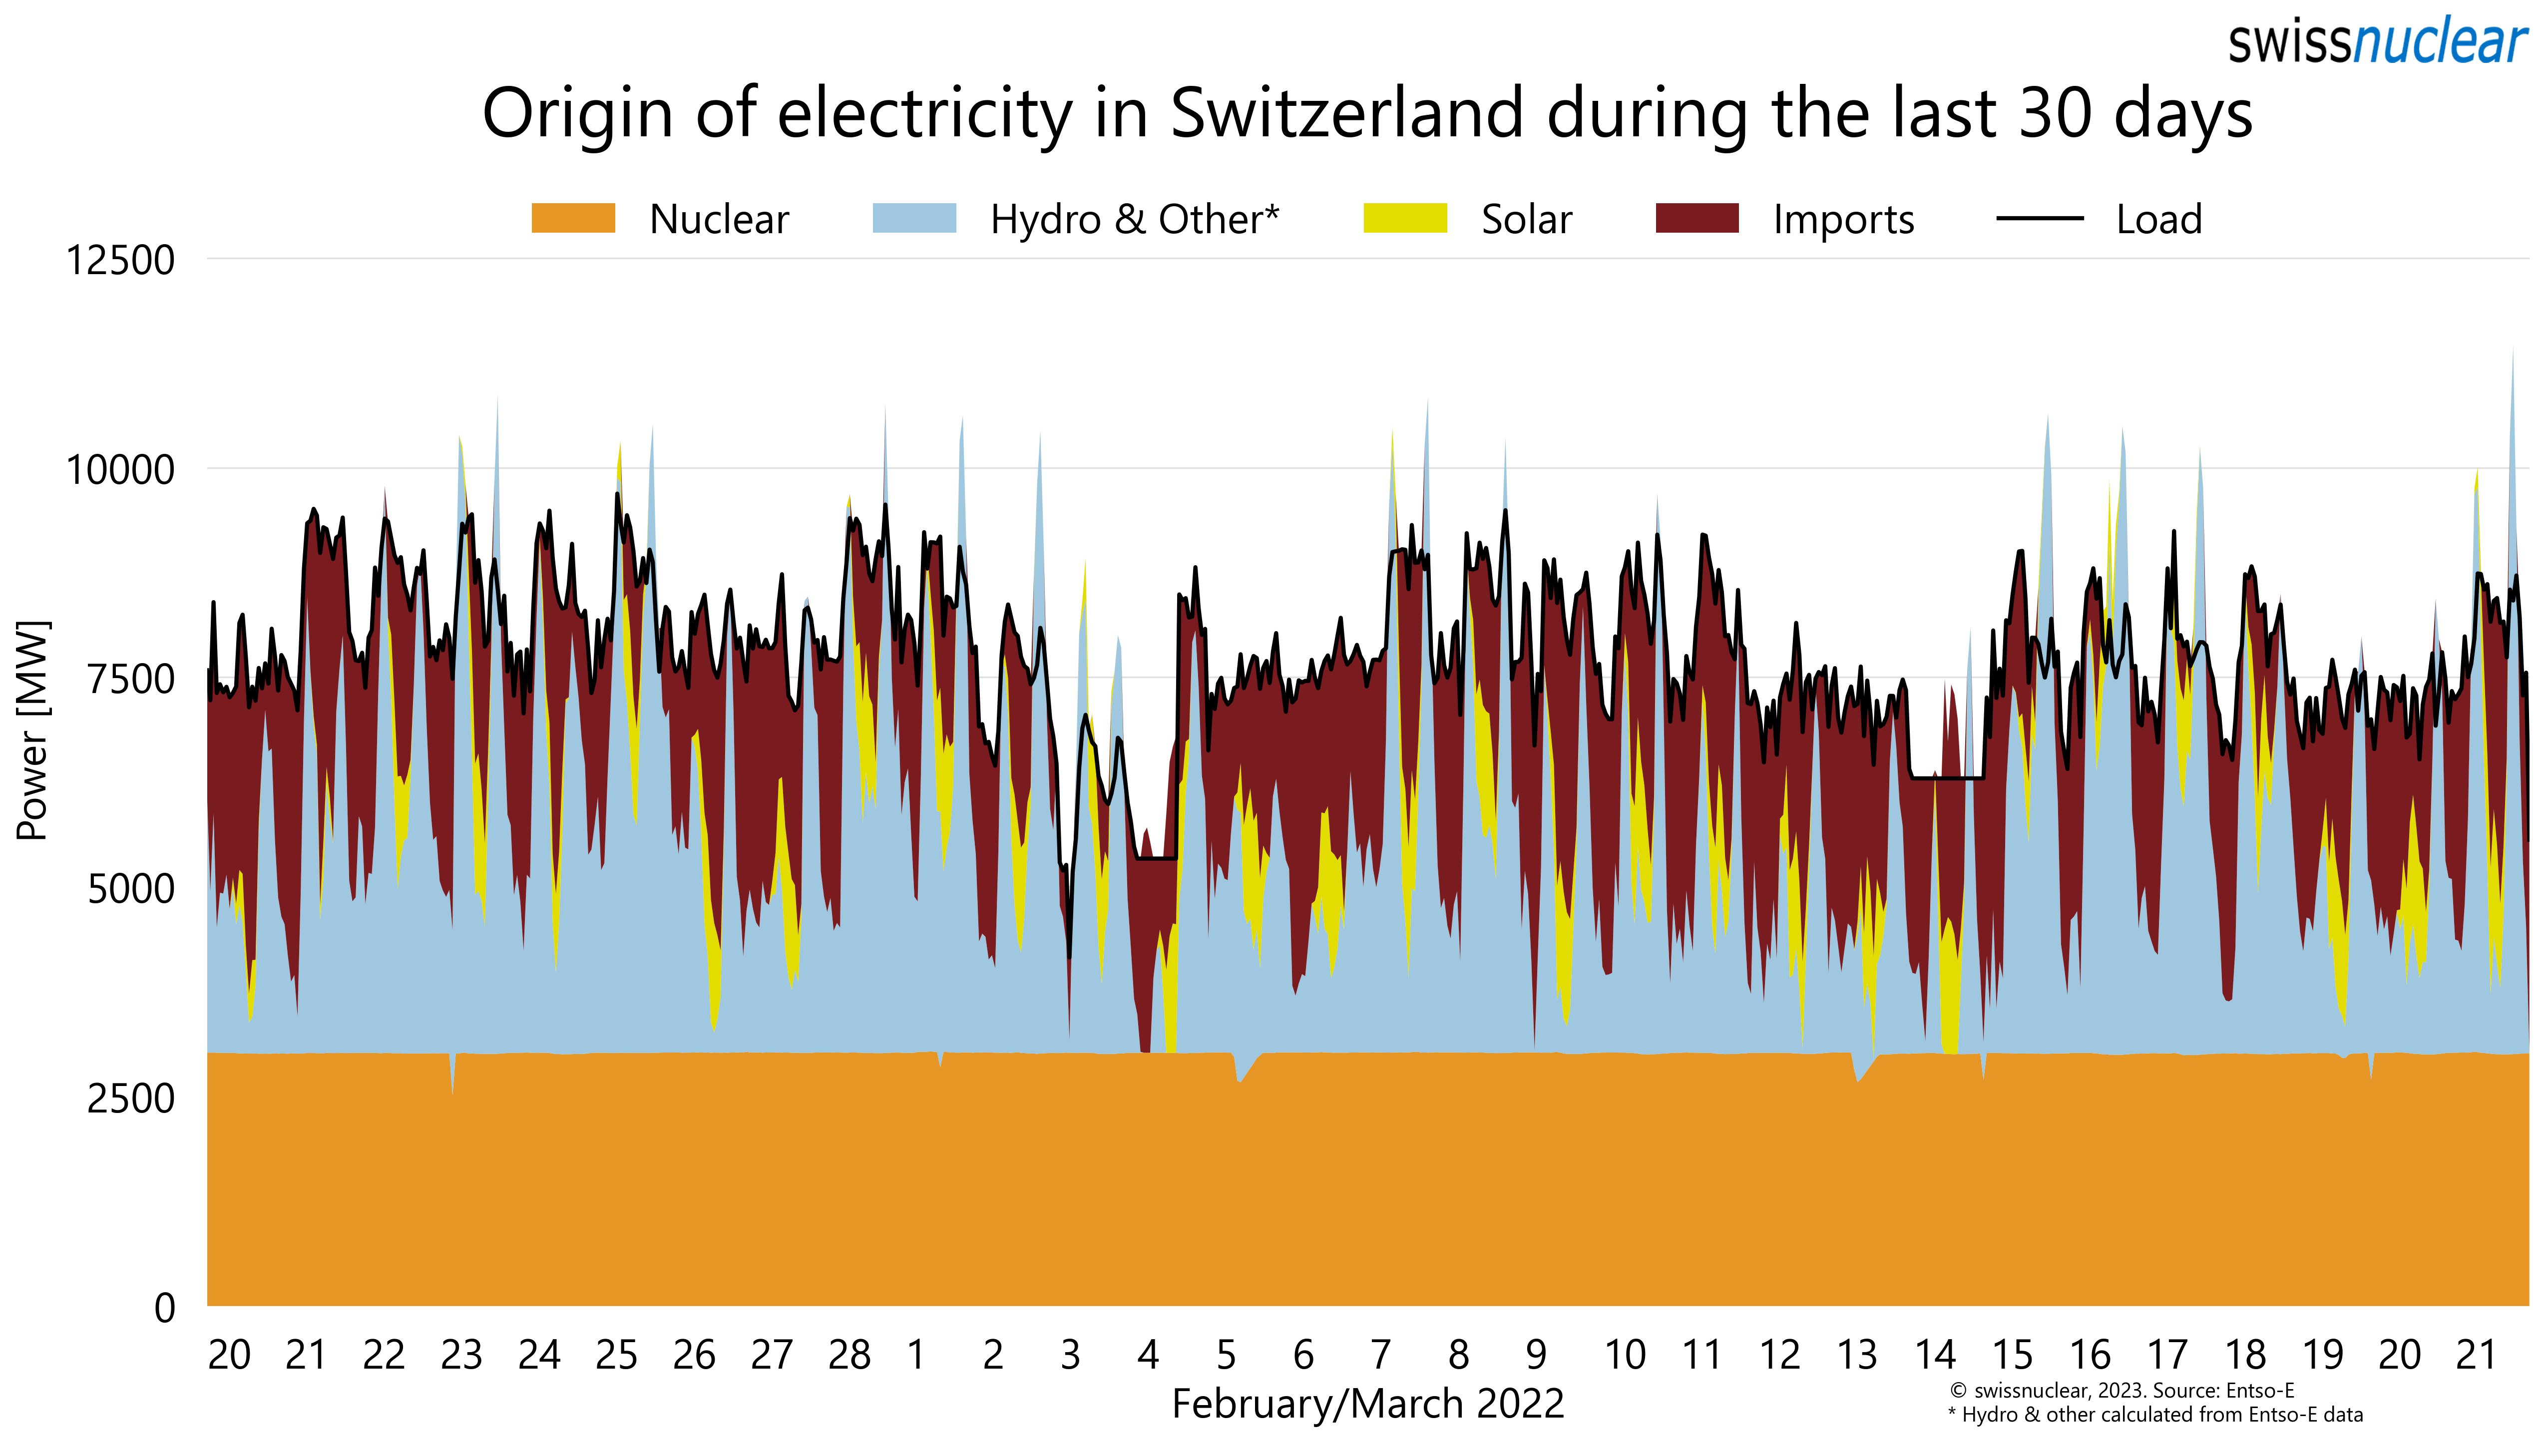 swissnuclear
Origin of electricity in Switzerland during the last 30 days
Nuclear Hydro & Other* Solar Imports Load
12500
10000
7500
5000
2500
0
Power [MW]
20 21 22 23 24 25 26 27 28 1 2 3 4 5 6 7 8 9 10 11 12 13 14 15 16 17 18 19 20 21
February/March 2022
© swissnuclear, 2023. Source: Entso-E
* Hydro & other calculated from Entso-E data